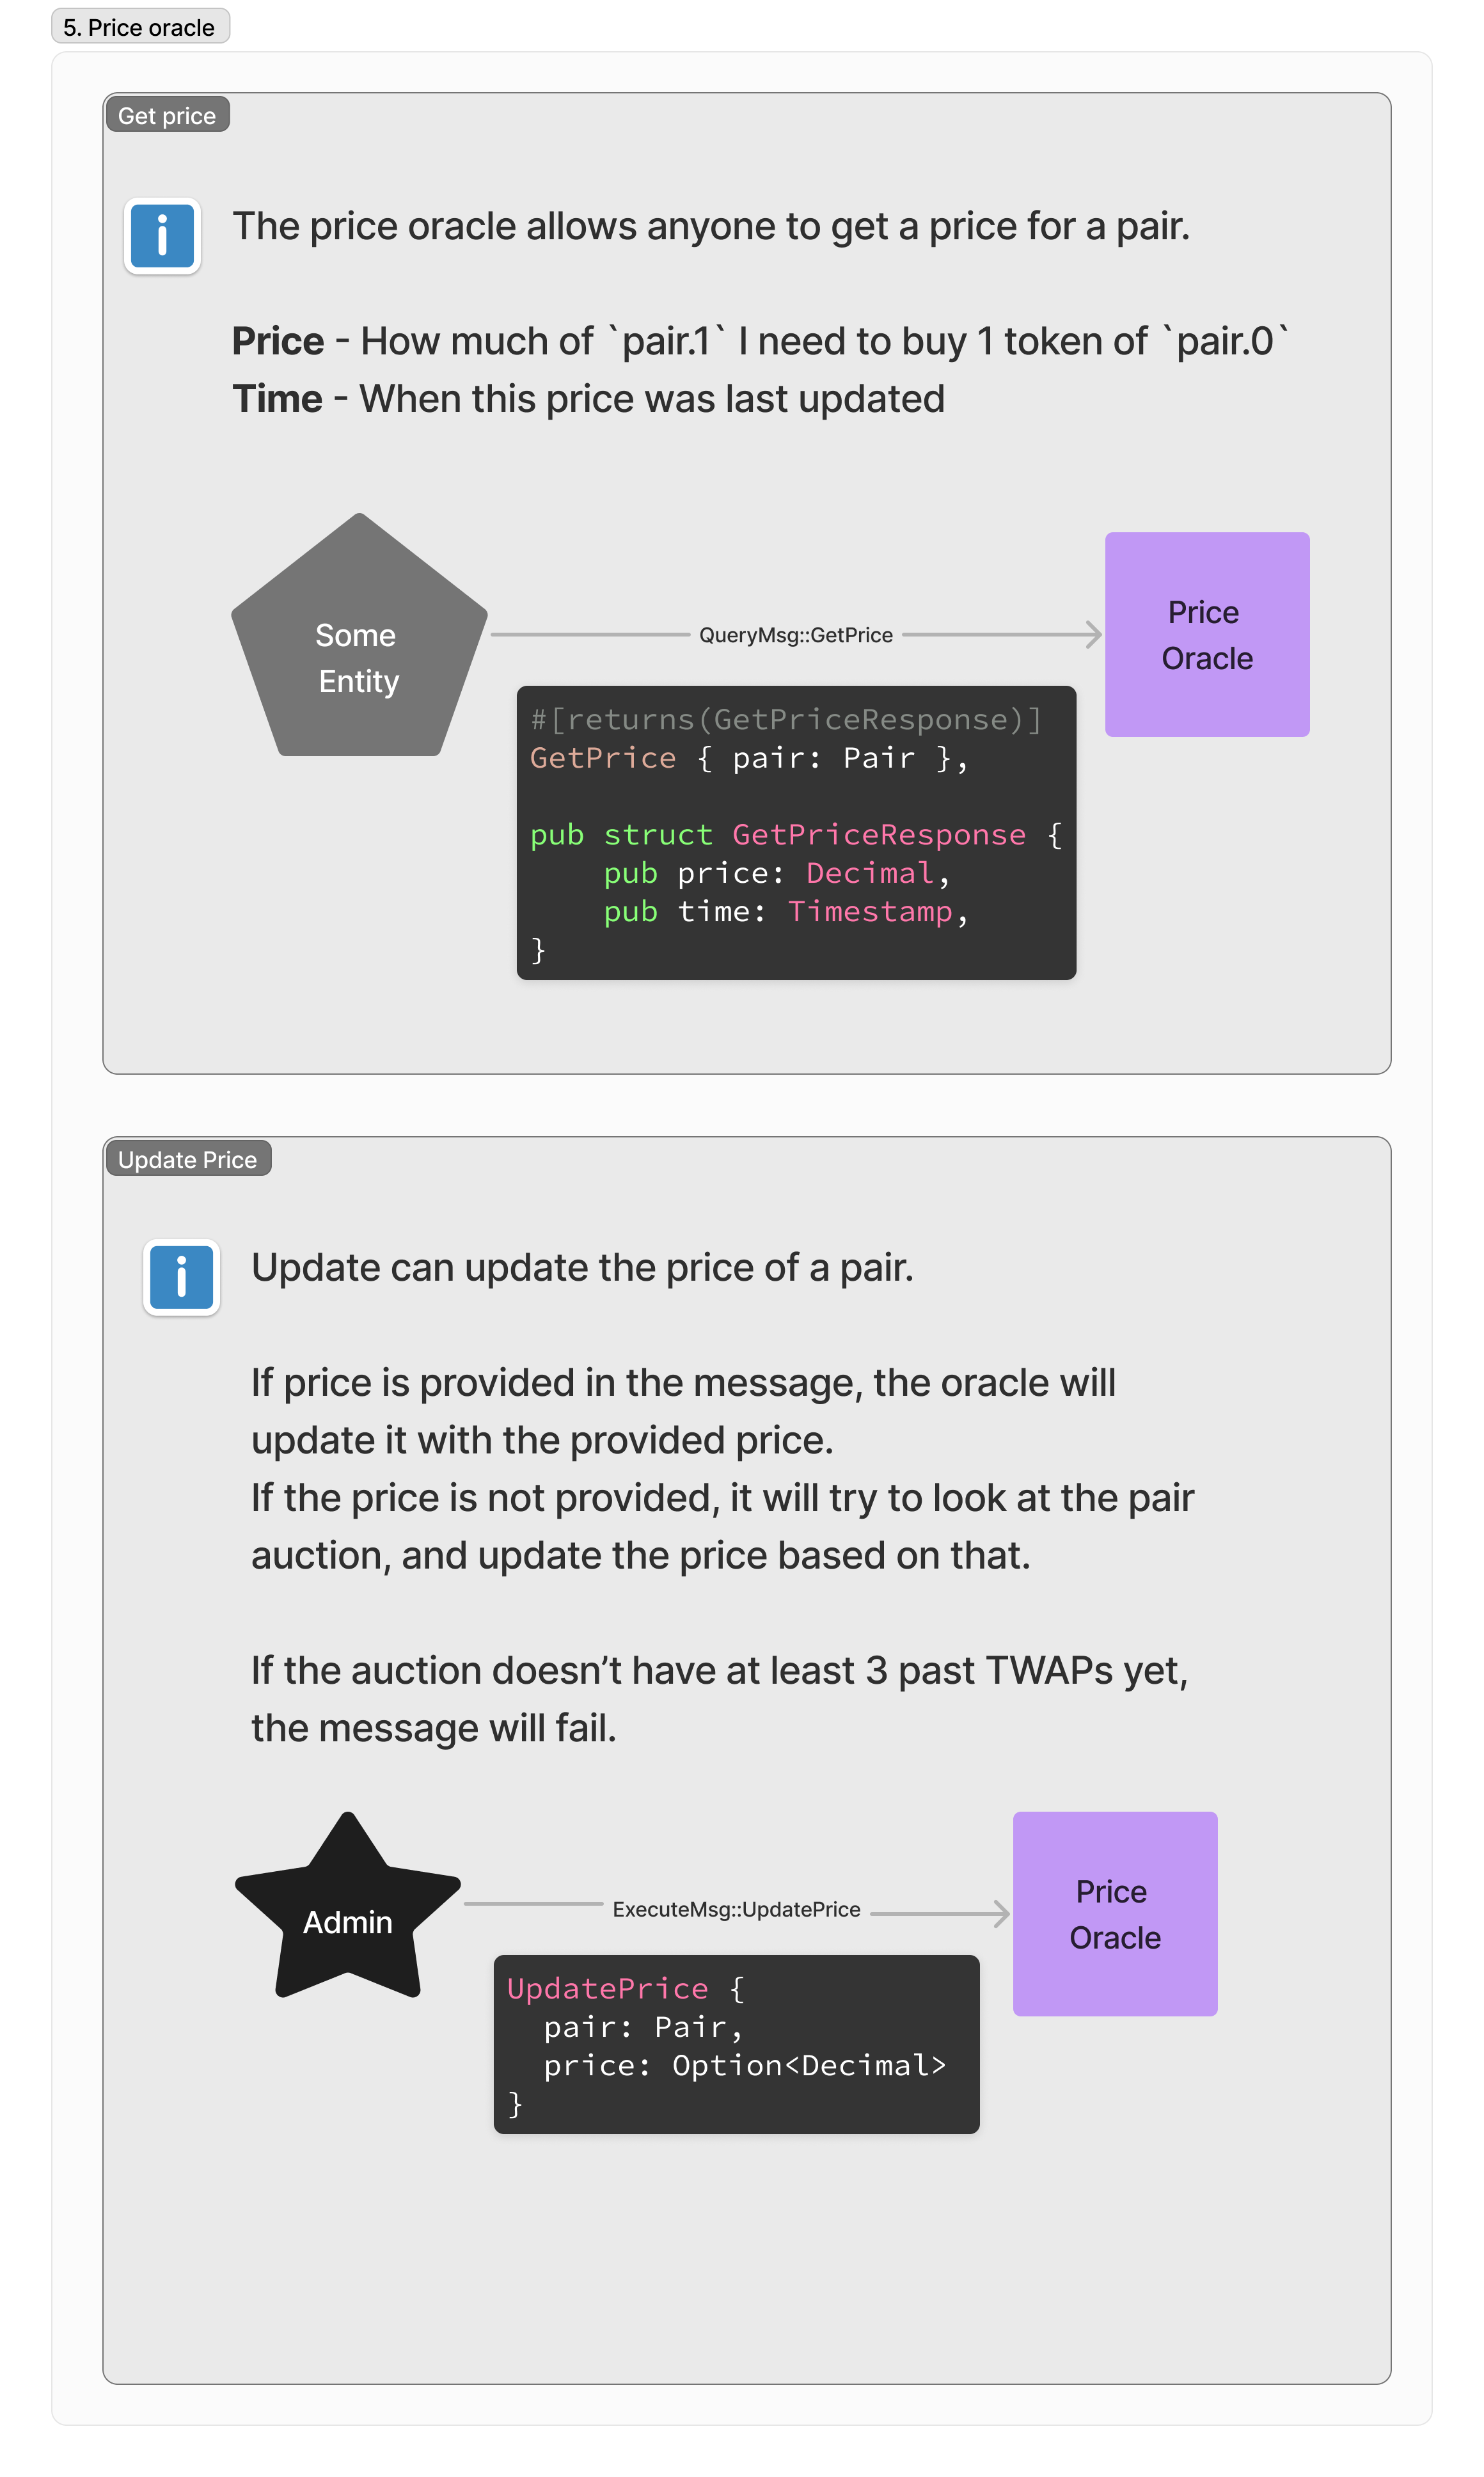 5. Price oracle
Get price
i
The price oracle allows anyone to get a price for a pair.
Price - How much of `pair.1` I need to buy 1 token of `pair.0`
Time - When this price was last updated
Some
Entity
QueryMsg::GetPrice
Price
Oracle
#[returns(GetPriceResponse)]
GetPrice { pair: Pair },
pub struct GetPriceResponse {
    pub price: Decimal,
    pub time: Timestamp,
}
Update Price
i
Update can update the price of a pair.
If price is provided in the message, the oracle will
update it with the provided price.
If the price is not provided, it will try to look at the pair
auction, and update the price based on that.
If the auction doesn’t have at least 3 past TWAPs yet,
the message will fail.
Admin
ExecuteMsg::UpdatePrice
Price
Oracle
UpdatePrice {
  pair: Pair,
  price: Option<Decimal>
}